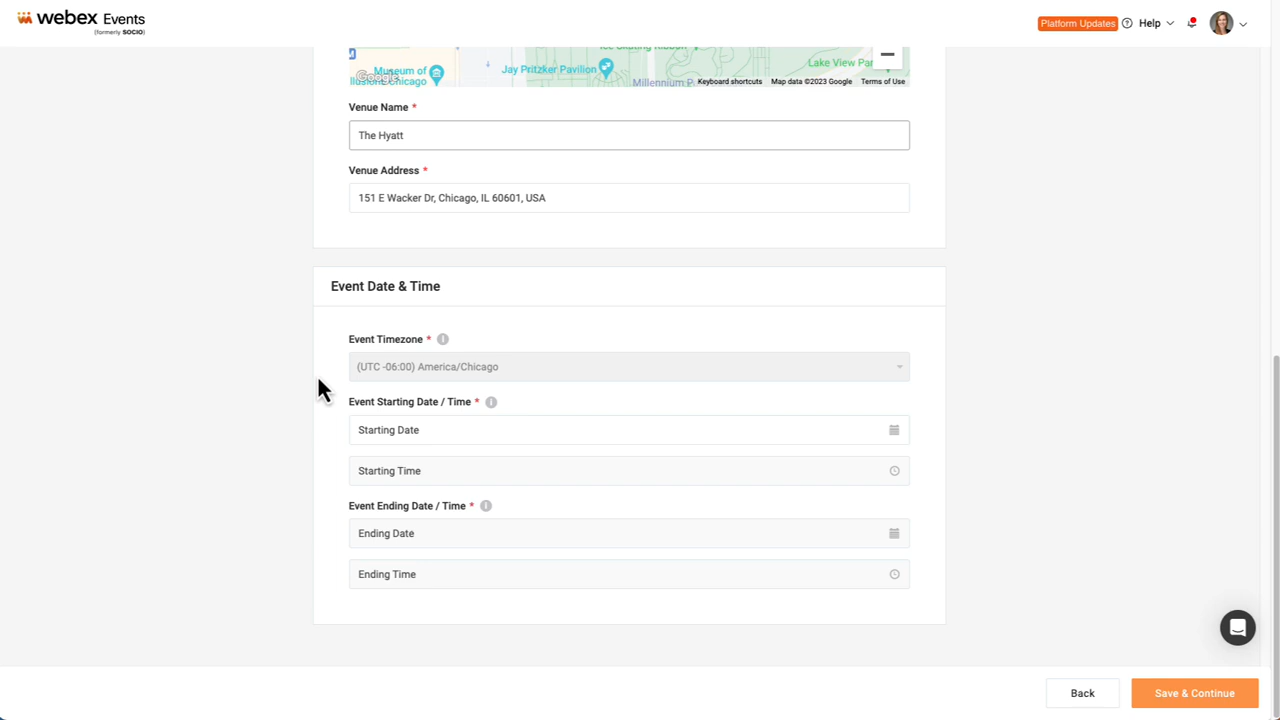 webex Events
(formerly SOCIO)
Platform Updates
Help
Museum of
Illusions Chicago
Google
Jay Pritzker Pavilion
Millennium P
Lake View Par
Keyboard shortcuts
Map data ©2023 Google
Terms of Use
Venue Name *
The Hyatt
Venue Address *
151 E Wacker Dr, Chicago, IL 60601, USA
Event Date & Time
Event Timezone *
(UTC -06:00) America/Chicago
Event Starting Date / Time *
Starting Date
Starting Time
Event Ending Date / Time *
Ending Date
Ending Time
Back
Save & Continue